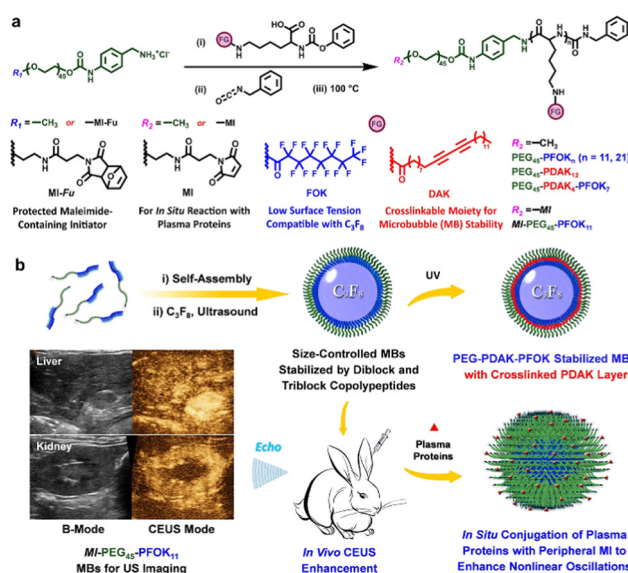 a
(i)
FG
HN
HO
O
(ii)
(iii) 100 °C
R1
45
NH3+Cl-
R2
45
FG
R1 = —CH3 or —MI-Fu
R2 = —CH3 or —MI
FG
MI-Fu
MI
FOK
DAK
Protected Maleimide-
Containing Initiator
For In Situ Reaction with
Plasma Proteins
Low Surface Tension
Compatible with C3F8
Crosslinkable Moiety for
Microbubble (MB) Stability
R2 = —CH3
PEG45-PFOKn (n = 11, 21)
PEG45-PDAK12
PEG45-PDAK4-PFOK7
R2 = —MI
MI-PEG45-PFOK11
b
i) Self-Assembly
ii) C3F8, Ultrasound
C3F8
UV
C3F8
Size-Controlled MBs
Stabilized by Diblock and
Triblock Copolypeptides
PEG-PDAK-PFOK Stabilized MB
with Crosslinked PDAK Layer
Liver
Kidney
B-Mode
CEUS Mode
MI-PEG45-PFOK11
MBs for US Imaging
Echo
In Vivo CEUS
Enhancement
Plasma
Proteins
In Situ Conjugation of Plasma
Proteins with Peripheral MI to
Enhance Nonlinear Oscillations